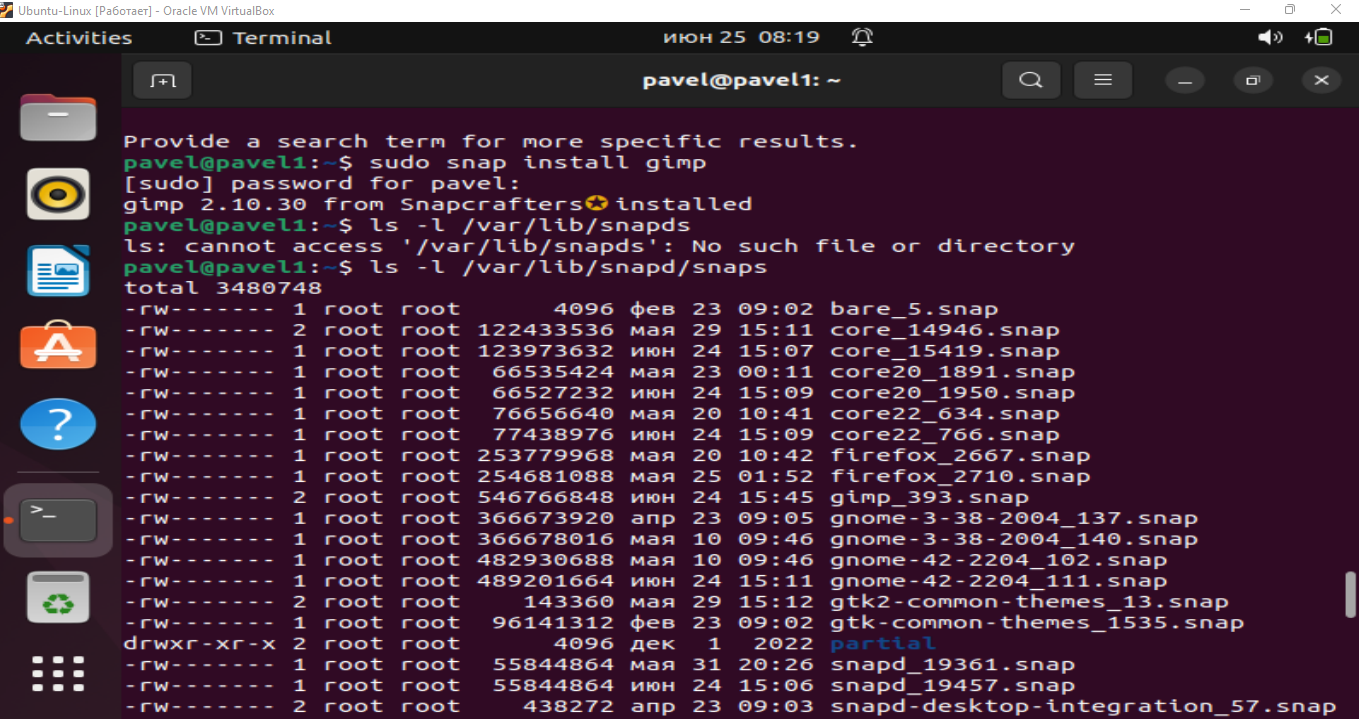 Ubuntu-Linux [Работает] - Oracle VM VirtualBox
Activities Terminal июн 25 08:19
pavel@pavel1: ~
Provide a search term for more specific results.
pavel@pavel1:~$ sudo snap install gimp
[sudo] password for pavel:
gimp 2.10.30 from Snapcrafters✪ installed
pavel@pavel1:~$ ls -l /var/lib/snapds
ls: cannot access '/var/lib/snapds': No such file or directory
pavel@pavel1:~$ ls -l /var/lib/snapd/snaps
total 3480748
-rw------- 1 root root 4096 фев 23 09:02 bare_5.snap
-rw------- 2 root root 122433536 мая 29 15:11 core_14946.snap
-rw------- 1 root root 123973632 июн 24 15:07 core_15419.snap
-rw------- 1 root root 66535424 мая 23 00:11 core20_1891.snap
-rw------- 1 root root 66527232 июн 24 15:09 core20_1950.snap
-rw------- 1 root root 76656640 мая 20 10:41 core22_634.snap
-rw------- 1 root root 77438976 июн 24 15:09 core22_766.snap
-rw------- 1 root root 253779968 мая 20 10:42 firefox_2667.snap
-rw------- 1 root root 254681088 мая 25 01:52 firefox_2710.snap
-rw------- 2 root root 546766848 июн 24 15:45 gimp_393.snap
-rw------- 1 root root 366673920 апр 23 09:05 gnome-3-38-2004_137.snap
-rw------- 1 root root 366678016 мая 10 09:46 gnome-3-38-2004_140.snap
-rw------- 1 root root 482930688 мая 10 09:46 gnome-42-2204_102.snap
-rw------- 1 root root 489201664 июн 24 15:11 gnome-42-2204_111.snap
-rw------- 2 root root 143360 мая 29 15:12 gtk2-common-themes_13.snap
-rw------- 1 root root 96141312 фев 23 09:02 gtk-common-themes_1535.snap
drwxr-xr-x 2 root root 4096 дек 1 2022 partial
-rw------- 1 root root 55844864 мая 31 20:26 snapd_19361.snap
-rw------- 1 root root 55844864 июн 24 15:06 snapd_19457.snap
-rw------- 2 root root 438272 апр 23 09:03 snapd-desktop-integration_57.snap